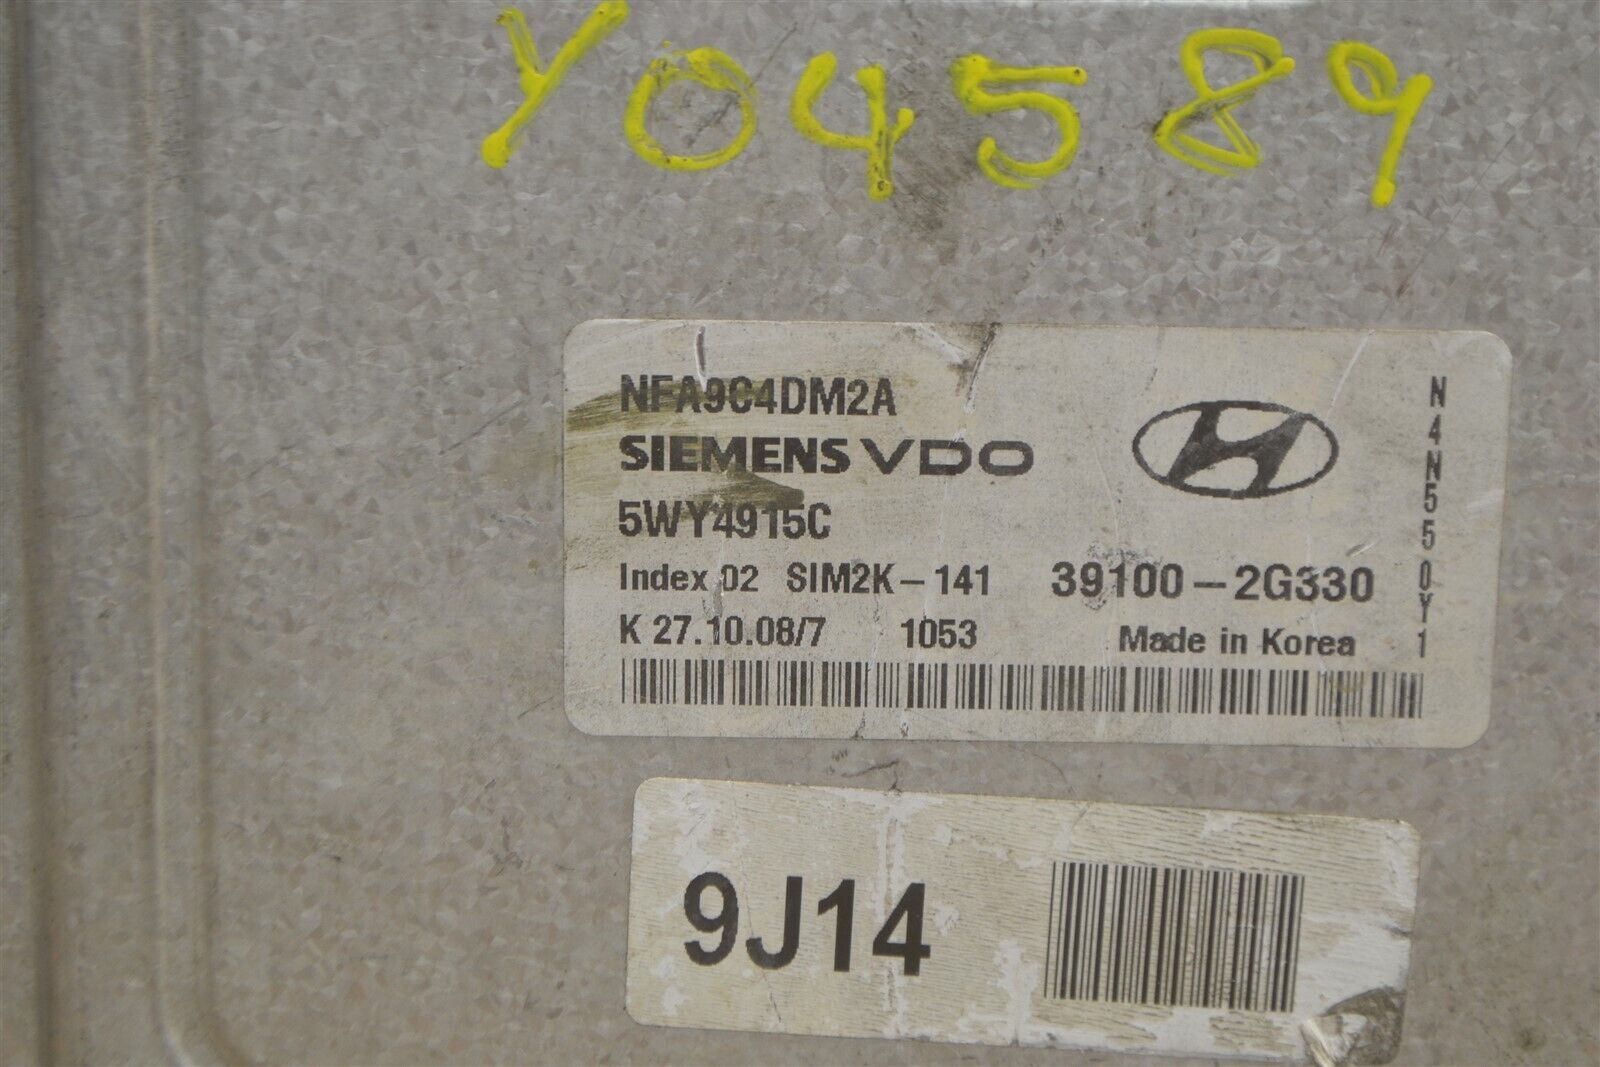 Y04589
NFA9C4DM2A
SIEMENS VDO
5WY4915C
Index 02 SIM2K-141 39100-2G330
K 27.10.08/7 1053 Made in Korea
N4N550Y1
9J14